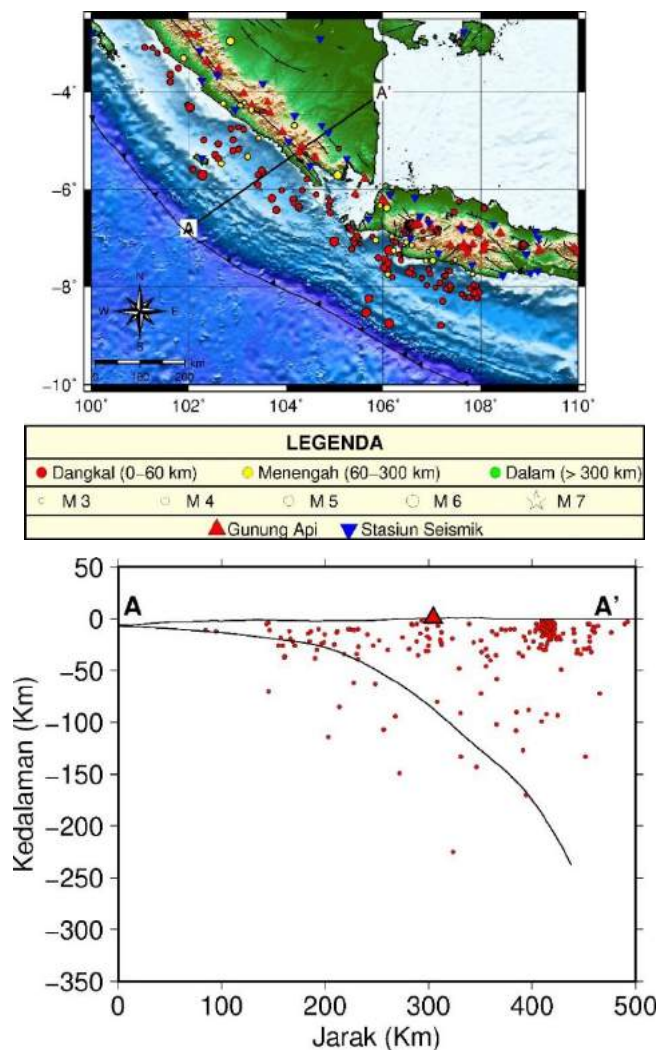 A'
-4°
-6°
A
-8°
N
W E
S
0 100 200 km
-10°
100° 102° 104° 106° 108° 110°
LEGENDA
Dangkal (0-60 km) Menengah (60-300 km) Dalam (> 300 km)
M 3 M 4 M 5 M 6 M 7
Gunung Api Stasiun Seismik
50
A A'
0
-50
-100
-150
-200
-250
-300
-350
Kedalaman (Km)
0 100 200 300 400 500
Jarak (Km)